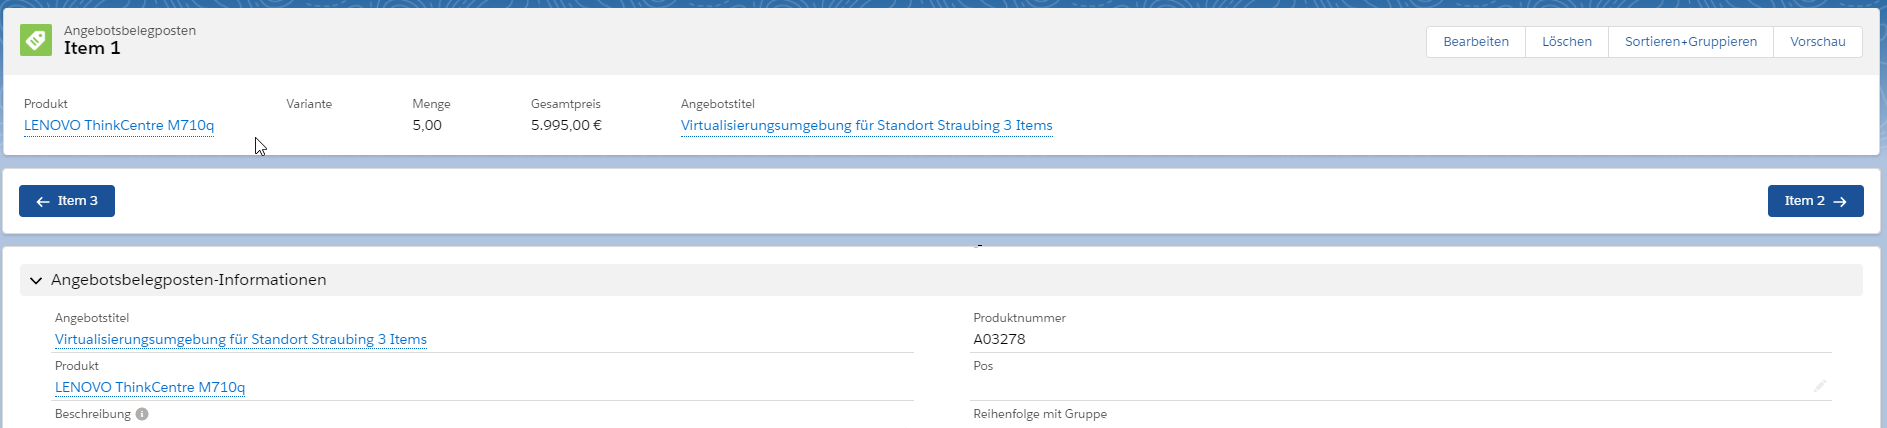 Angebotsbelegposten
Item 1
Bearbeiten Löschen Sortieren+Gruppieren Vorschau
Produkt Variante Menge Gesamtpreis Angebotstitel
LENOVO ThinkCentre M710q 5,00 5.995,00 € Virtualisierungsumgebung für Standort Straubing 3 Items
← Item 3 Item 2 →
Angebotsbelegposten-Informationen
Angebotstitel Produktnummer
Virtualisierungsumgebung für Standort Straubing 3 Items A03278
Produkt Pos
LENOVO ThinkCentre M710q
Beschreibung Reihenfolge mit Gruppe